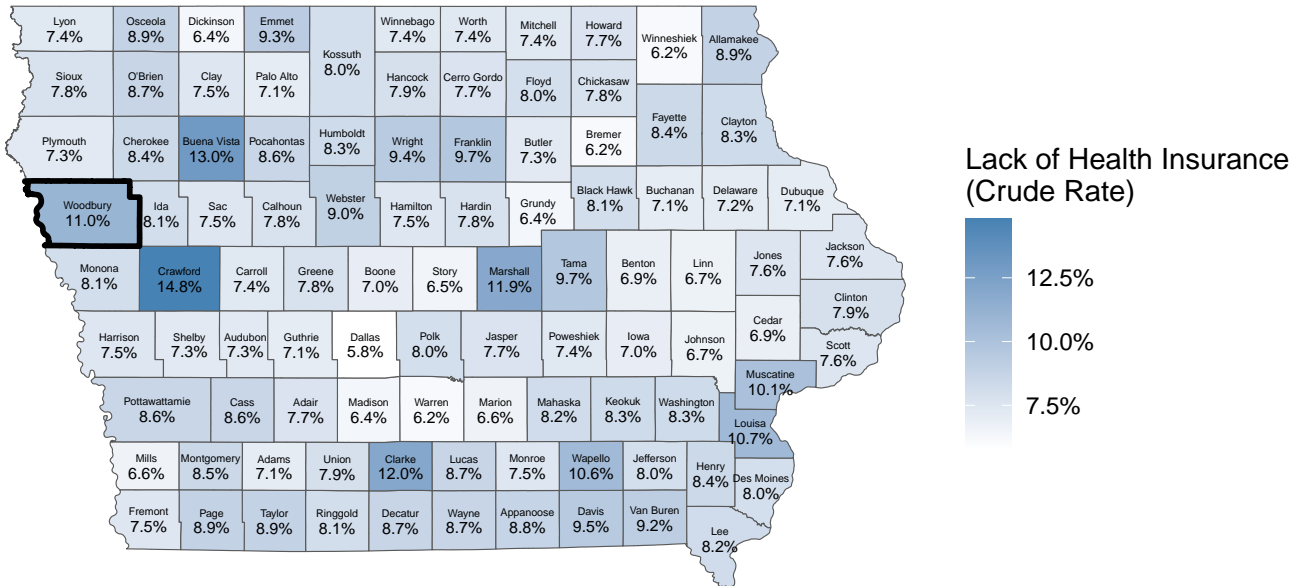 Lyon
7.4%
Osceola
8.9%
Dickinson
6.4%
Emmet
9.3%
Kossuth
8.0%
Winnebago
7.4%
Worth
7.4%
Mitchell
7.4%
Howard
7.7%
Winneshiek
6.2%
Allamakee
8.9%
Sioux
7.8%
O'Brien
8.7%
Clay
7.5%
Palo Alto
7.1%
Hancock
7.9%
Cerro Gordo
7.7%
Floyd
8.0%
Chickasaw
7.8%
Fayette
8.4%
Clayton
8.3%
Plymouth
7.3%
Cherokee
8.4%
Buena Vista
13.0%
Pocahontas
8.6%
Humboldt
8.3%
Wright
9.4%
Franklin
9.7%
Butler
7.3%
Bremer
6.2%
Woodbury
11.0%
Ida
8.1%
Sac
7.5%
Calhoun
7.8%
Webster
9.0%
Hamilton
7.5%
Hardin
7.8%
Grundy
6.4%
Black Hawk
8.1%
Buchanan
7.1%
Delaware
7.2%
Dubuque
7.1%
Monona
8.1%
Crawford
14.8%
Carroll
7.4%
Greene
7.8%
Boone
7.0%
Story
6.5%
Marshall
11.9%
Tama
9.7%
Benton
6.9%
Linn
6.7%
Jones
7.6%
Jackson
7.6%
Clinton
7.9%
Harrison
7.5%
Shelby
7.3%
Audubon
7.3%
Guthrie
7.1%
Dallas
5.8%
Polk
8.0%
Jasper
7.7%
Poweshiek
7.4%
Iowa
7.0%
Johnson
6.7%
Cedar
6.9%
Scott
7.6%
Muscatine
10.1%
Pottawattamie
8.6%
Cass
8.6%
Adair
7.7%
Madison
6.4%
Warren
6.2%
Marion
6.6%
Mahaska
8.2%
Keokuk
8.3%
Washington
8.3%
Louisa
10.7%
Mills
6.6%
Montgomery
8.5%
Adams
7.1%
Union
7.9%
Clarke
12.0%
Lucas
8.7%
Monroe
7.5%
Wapello
10.6%
Jefferson
8.0%
Henry
8.4%
Des Moines
8.0%
Fremont
7.5%
Page
8.9%
Taylor
8.9%
Ringgold
8.1%
Decatur
8.7%
Wayne
8.7%
Appanoose
8.8%
Davis
9.5%
Van Buren
9.2%
Lee
8.2%
Lack of Health Insurance
(Crude Rate)
12.5%
10.0%
7.5%